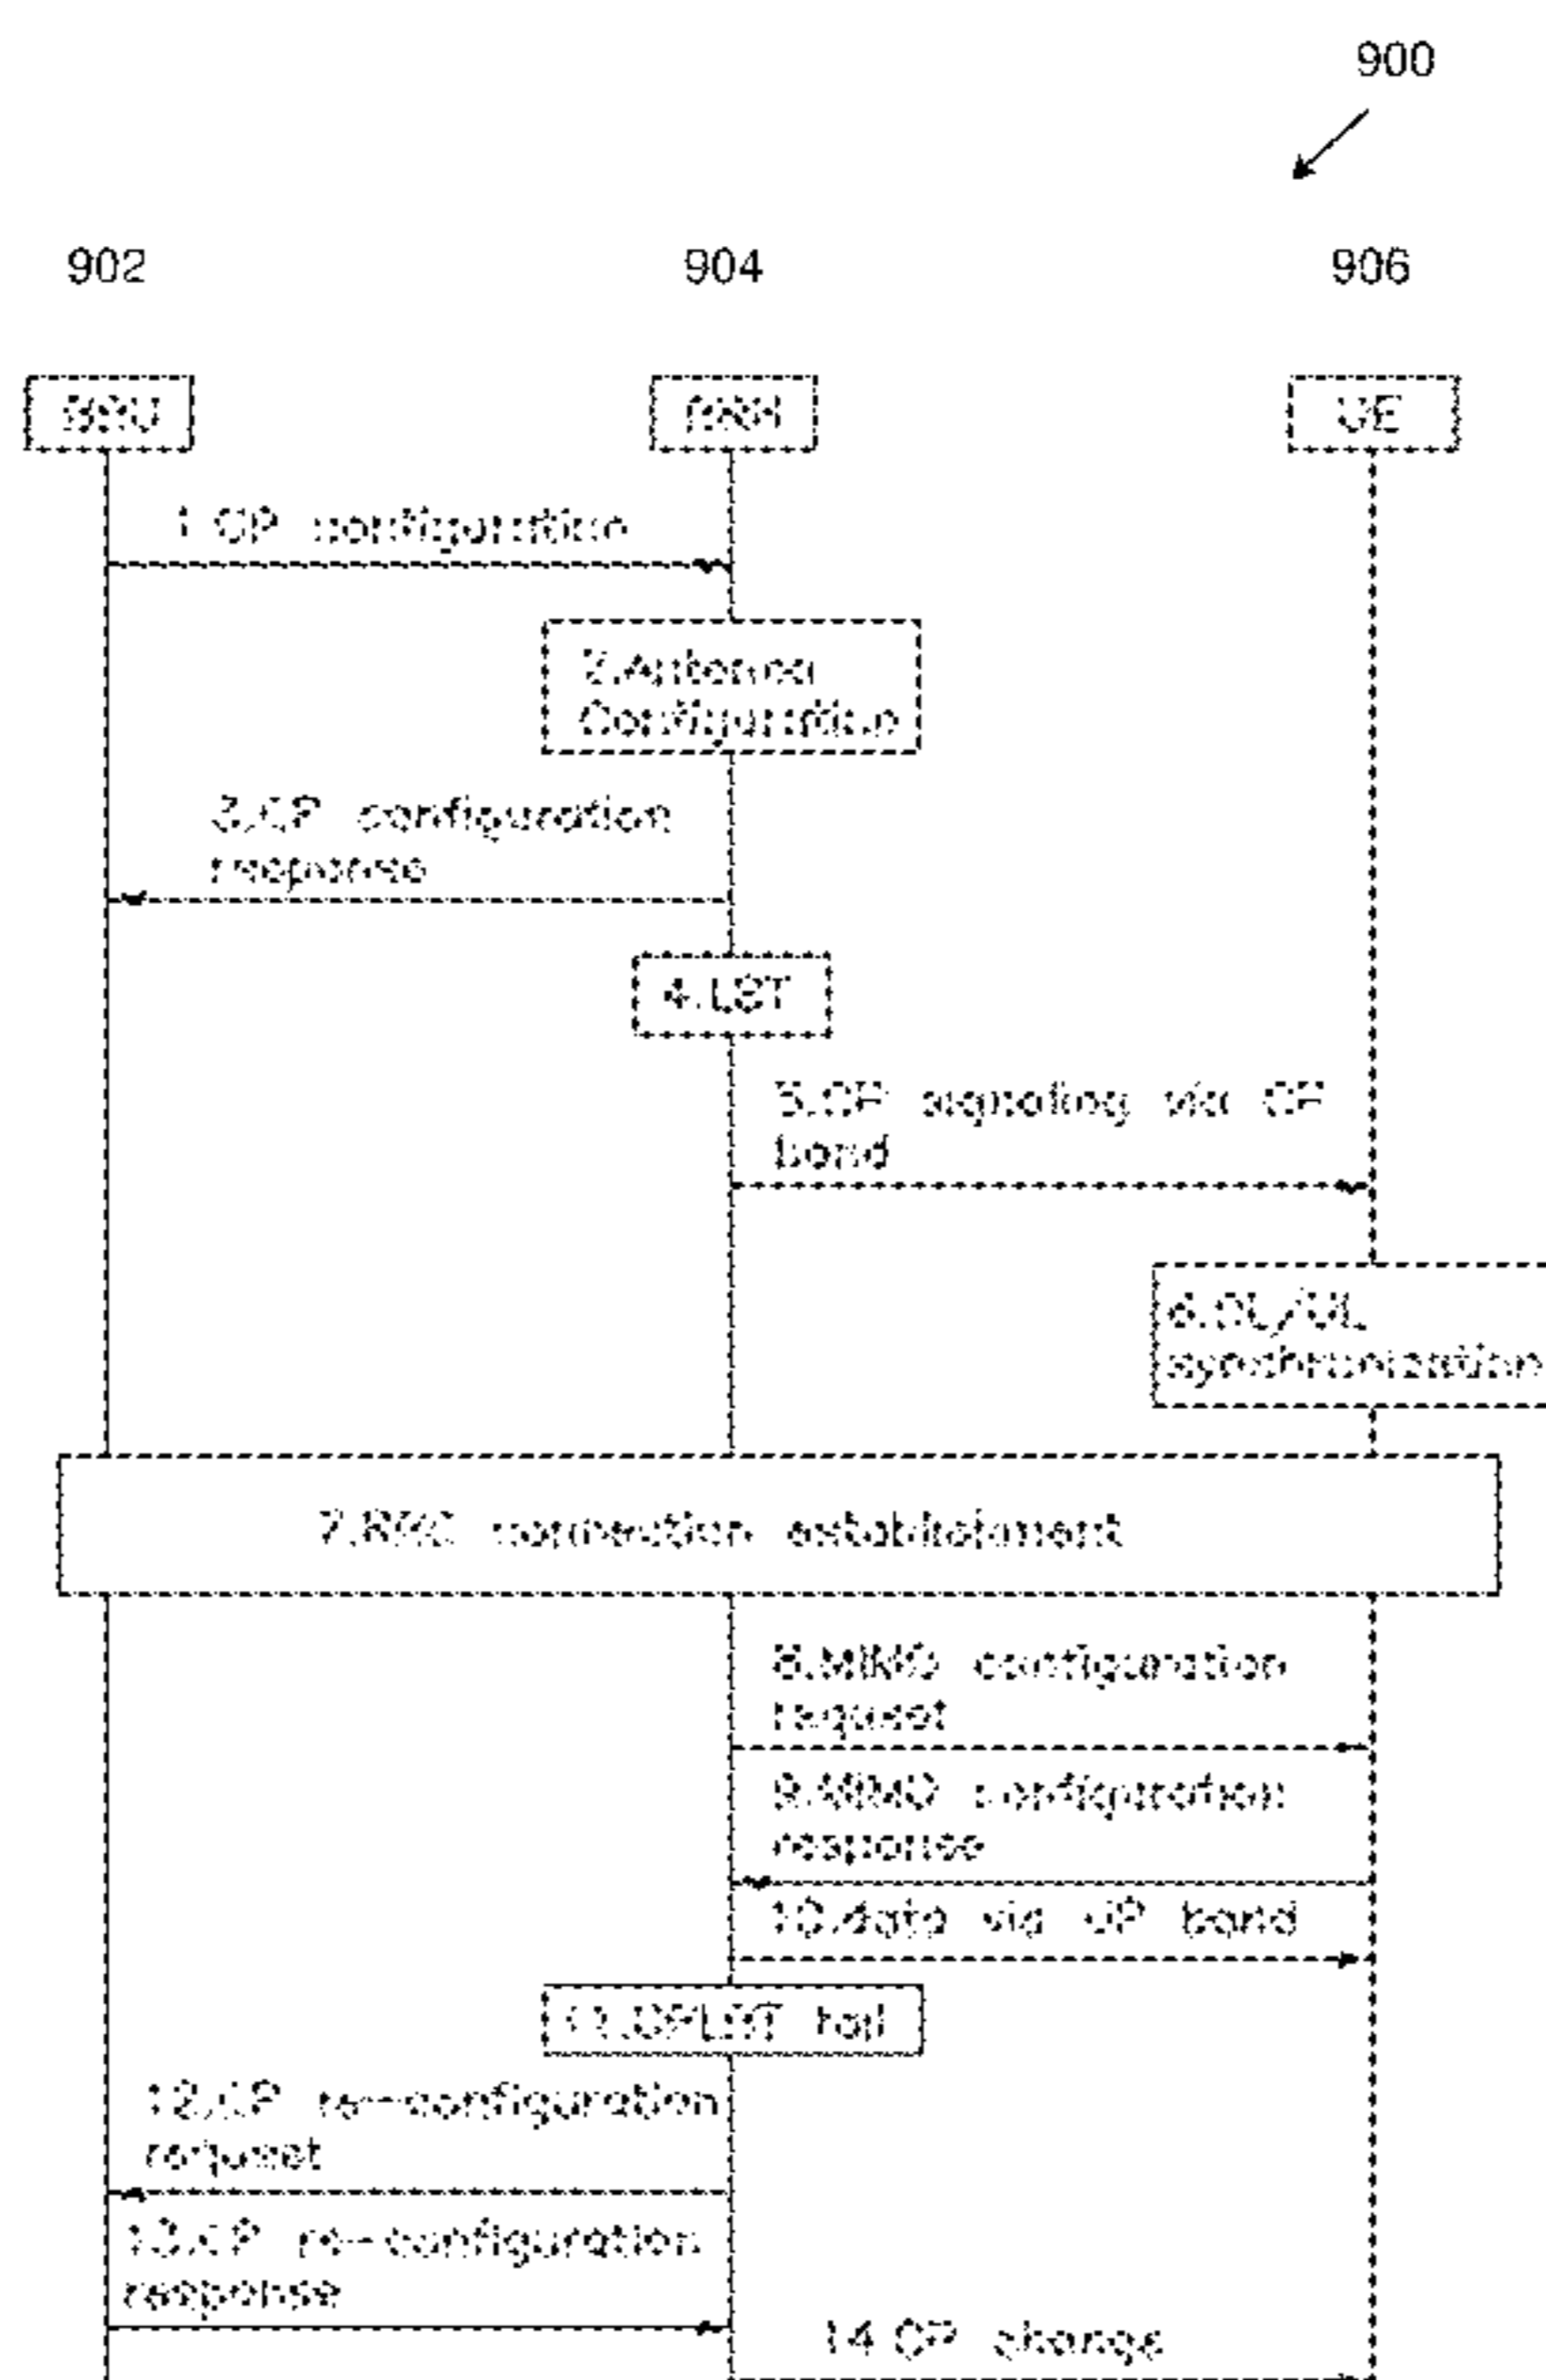 900
902
904
906
BBU
RRH
UE
1.CP configuration
2.Antenna
Configuration
3.CP configuration
response
4.LBT
5.CP signaling via CP
band
6.DL/UL
synchronization
7.RRC connection establishment
8.MIMO configuration
request
9.MIMO configuration
response
10.data via UP band
11.CPLBT fail
12.CP re-configuration
request
13.CP re-configuration
response
14.CP change